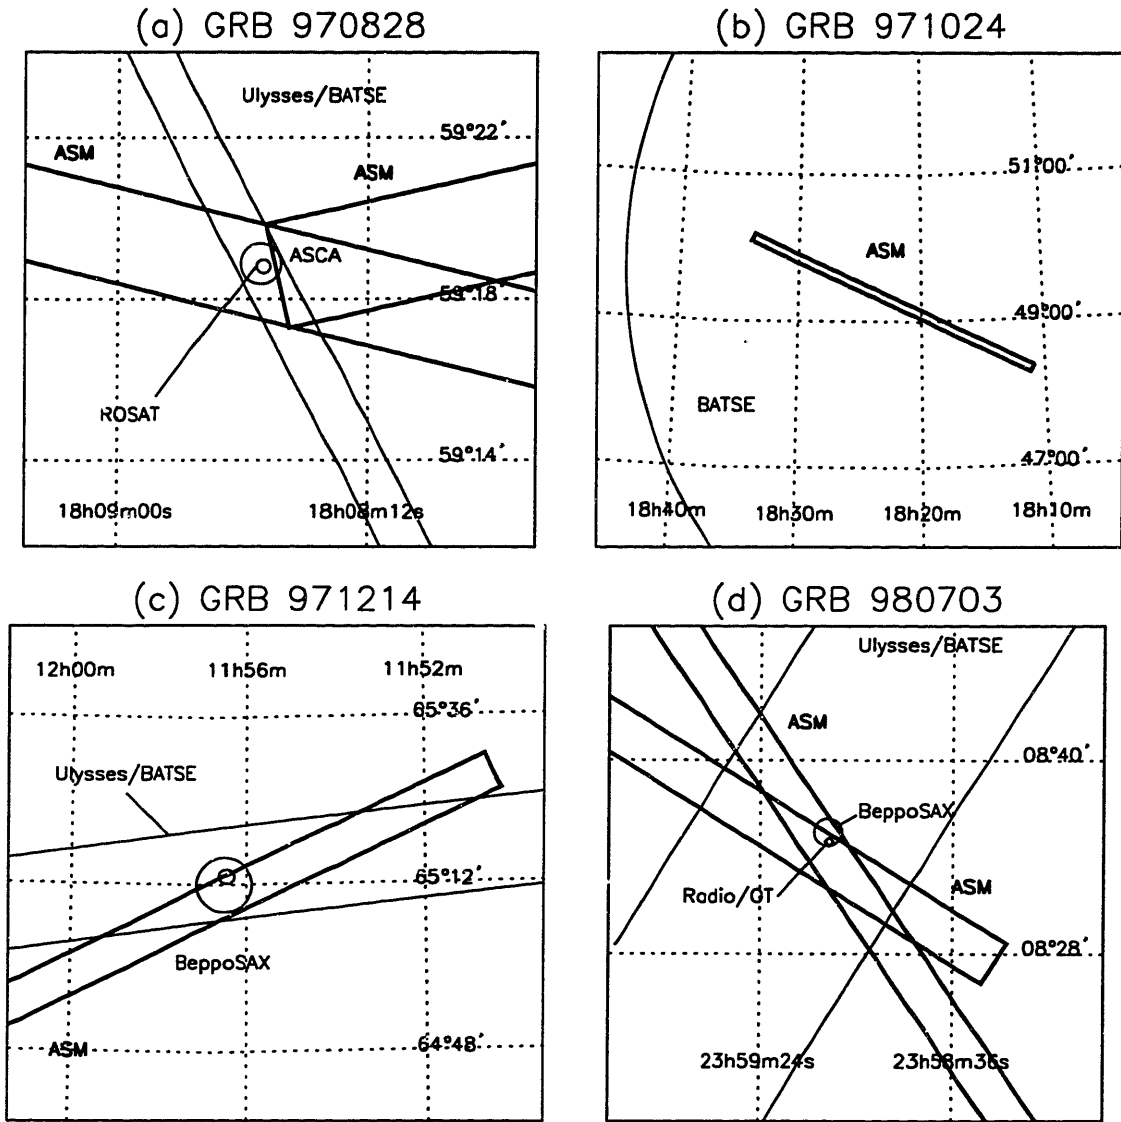 (a) GRB 970828
Ulysses/BATSE
59°22′
ASM
ASM
ASCA
59°18′
ROSAT
59°14′
18h09m00s
18h08m12s
(b) GRB 971024
51°00′
ASM
49°00′
BATSE
47°00′
18h40m
18h30m
18h20m
18h10m
(c) GRB 971214
12h00m
11h56m
11h52m
65°36′
Ulysses/BATSE
65°12′
BeppoSAX
ASM
64°48′
(d) GRB 980703
Ulysses/BATSE
ASM
08°40′
BeppoSAX
Radio/OT
ASM
08°28′
23h59m24s
23h58m36s